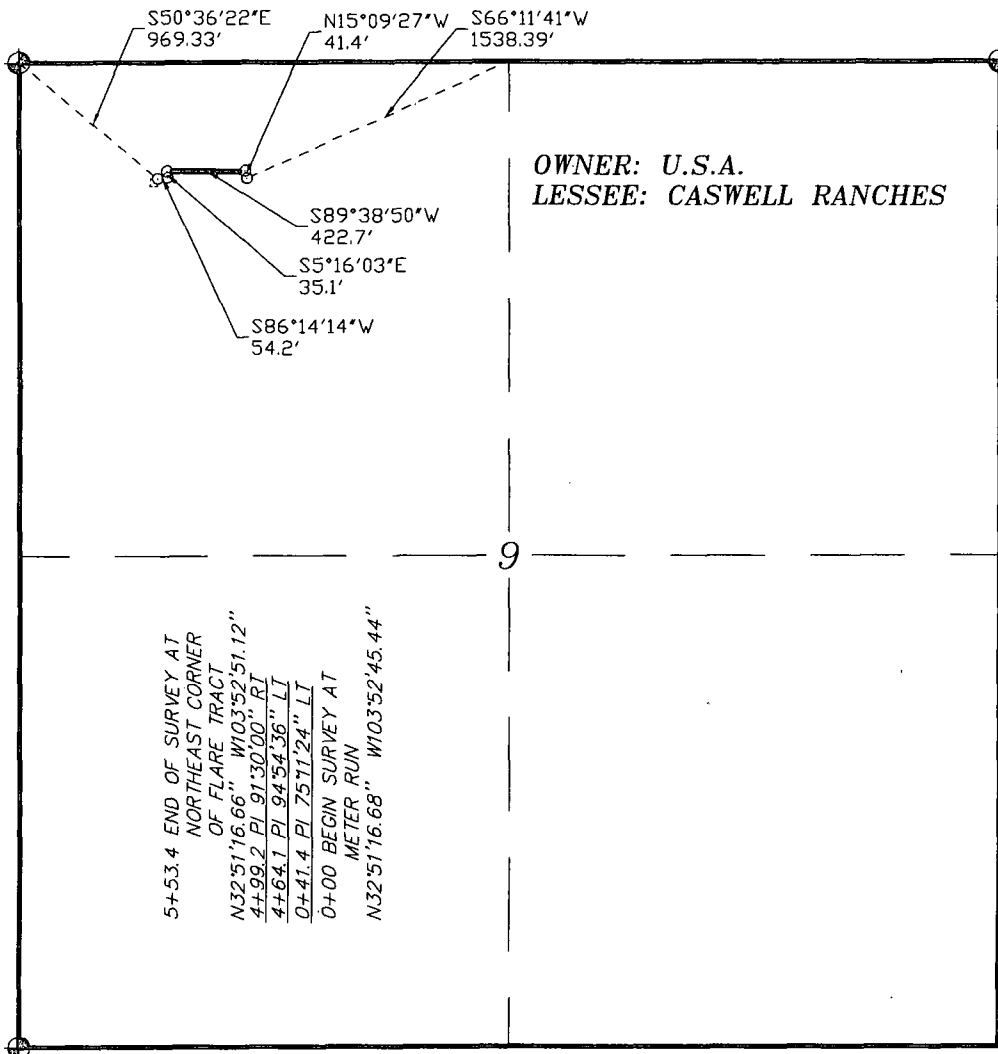 S50°36'22"E
969.33'
N15°09'27"W
41.4'
S66°11'41"W
1538.39'
OWNER: U.S.A.
LESSEE: CASWELL RANCHES
S89°38'50"W
422.7'
S5°16'03"E
35.1'
S86°14'14"W
54.2'
9
5+53.4 END OF SURVEY AT
NORTHEAST CORNER
OF FLARE TRACT
N32°51'16.66" W103°52'51.12"
4+99.2 PI 91°30'00" RT
4+64.1 PI 94°54'36" LT
0+41.4 PI 75°11'24" LT
0+00 BEGIN SURVEY AT
METER RUN
N32°51'16.68" W103°52'45.44"